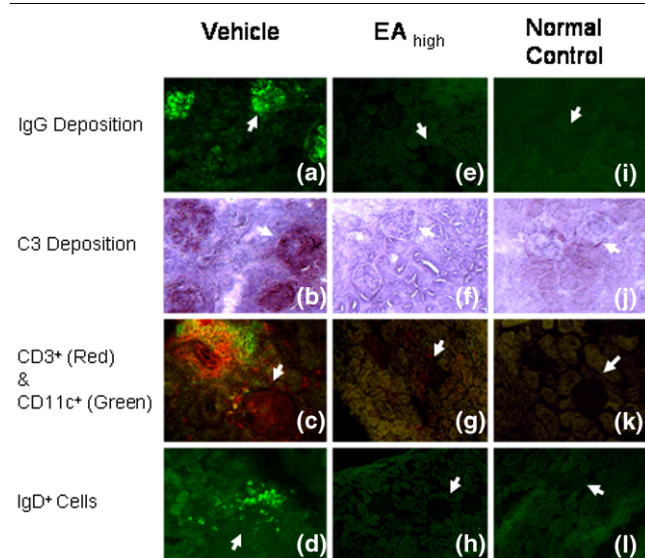 Vehicle EA high Normal Control
IgG Deposition
(a) (e) (i)
C3 Deposition
(b) (f) (j)
CD3+ (Red)
&
CD11c+ (Green)
(c) (g) (k)
IgD+ Cells
(d) (h) (l)